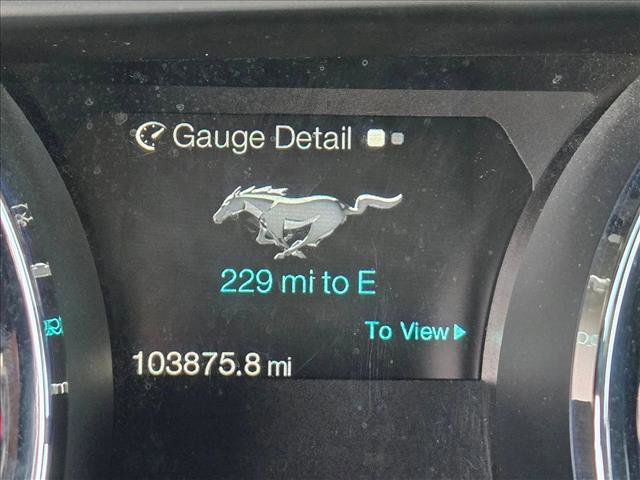 Gauge Detail
229 mi to E
To View
103875.8 mi